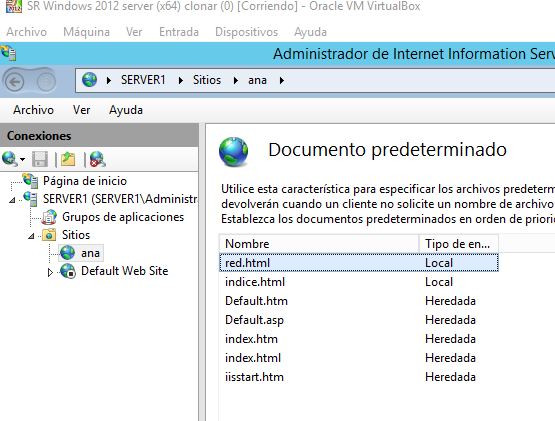 SR Windows 2012 server (x64) clonar (0) [Corriendo] - Oracle VM VirtualBox
Archivo Máquina Ver Entrada Dispositivos Ayuda
Administrador de Internet Information Serv
SERVER1 Sitios ana
Archivo Ver Ayuda
Conexiones
Página de inicio
SERVER1 (SERVER1\Administr
Grupos de aplicaciones
Sitios
ana
Default Web Site
Documento predeterminado
Utilice esta característica para especificar los archivos predeterm
devolverán cuando un cliente no solicite un nombre de archivo
Establezca los documentos predeterminados en orden de priorio
Nombre Tipo de en...
red.html Local
indice.html Local
Default.htm Heredada
Default.asp Heredada
index.htm Heredada
index.html Heredada
iisstart.htm Heredada